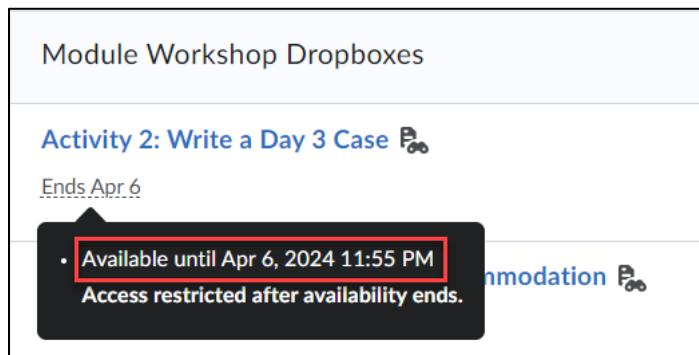 Module Workshop Dropboxes
Activity 2: Write a Day 3 Case
Ends Apr 6
• Available until Apr 6, 2024 11:55 PM
Access restricted after availability ends.